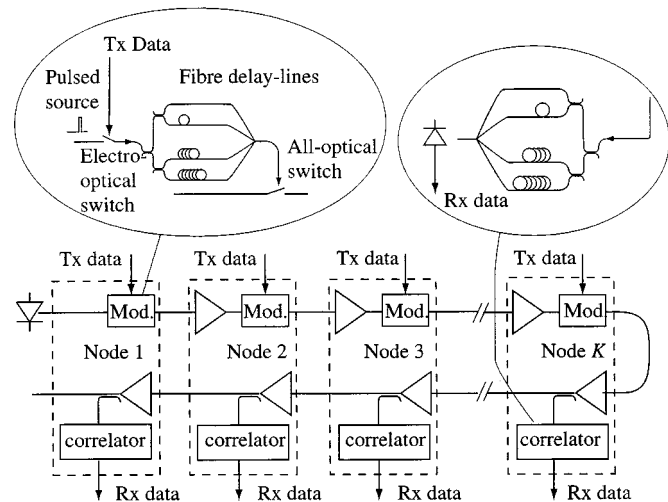 Tx Data
Fibre delay-lines
Pulsed
source
Electro-
optical
switch
All-optical
switch
Rx data
Tx data
Tx data
Tx data
Tx data
Mod.
Mod.
Mod.
Mod
Node 1
Node 2
Node 3
Node K
correlator
correlator
correlator
correlator
Rx data
Rx data
Rx data
Rx data